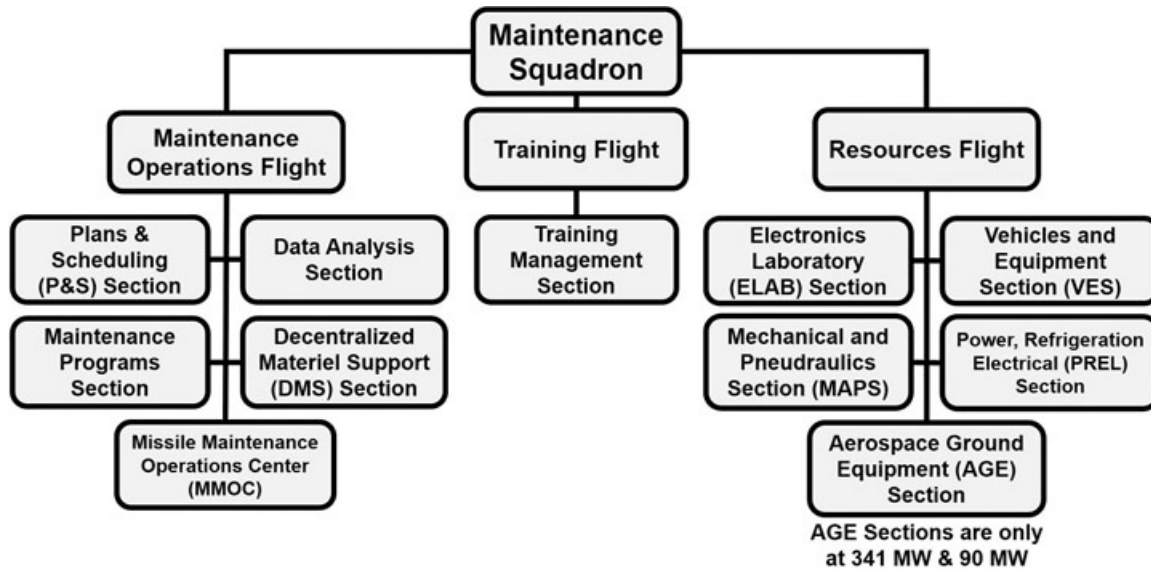 Maintenance
Squadron
Maintenance
Operations Flight
Training Flight
Resources Flight
Plans &
Scheduling
(P&S) Section
Data Analysis
Section
Training
Management
Section
Electronics
Laboratory
(ELAB) Section
Vehicles and
Equipment
Section (VES)
Maintenance
Programs
Section
Decentralized
Materiel Support
(DMS) Section
Mechanical and
Pneudraulics
Section (MAPS)
Power, Refrigeration
Electrical (PREL)
Section
Missile Maintenance
Operations Center
(MMOC)
Aerospace Ground
Equipment (AGE)
Section
AGE Sections are only
at 341 MW & 90 MW